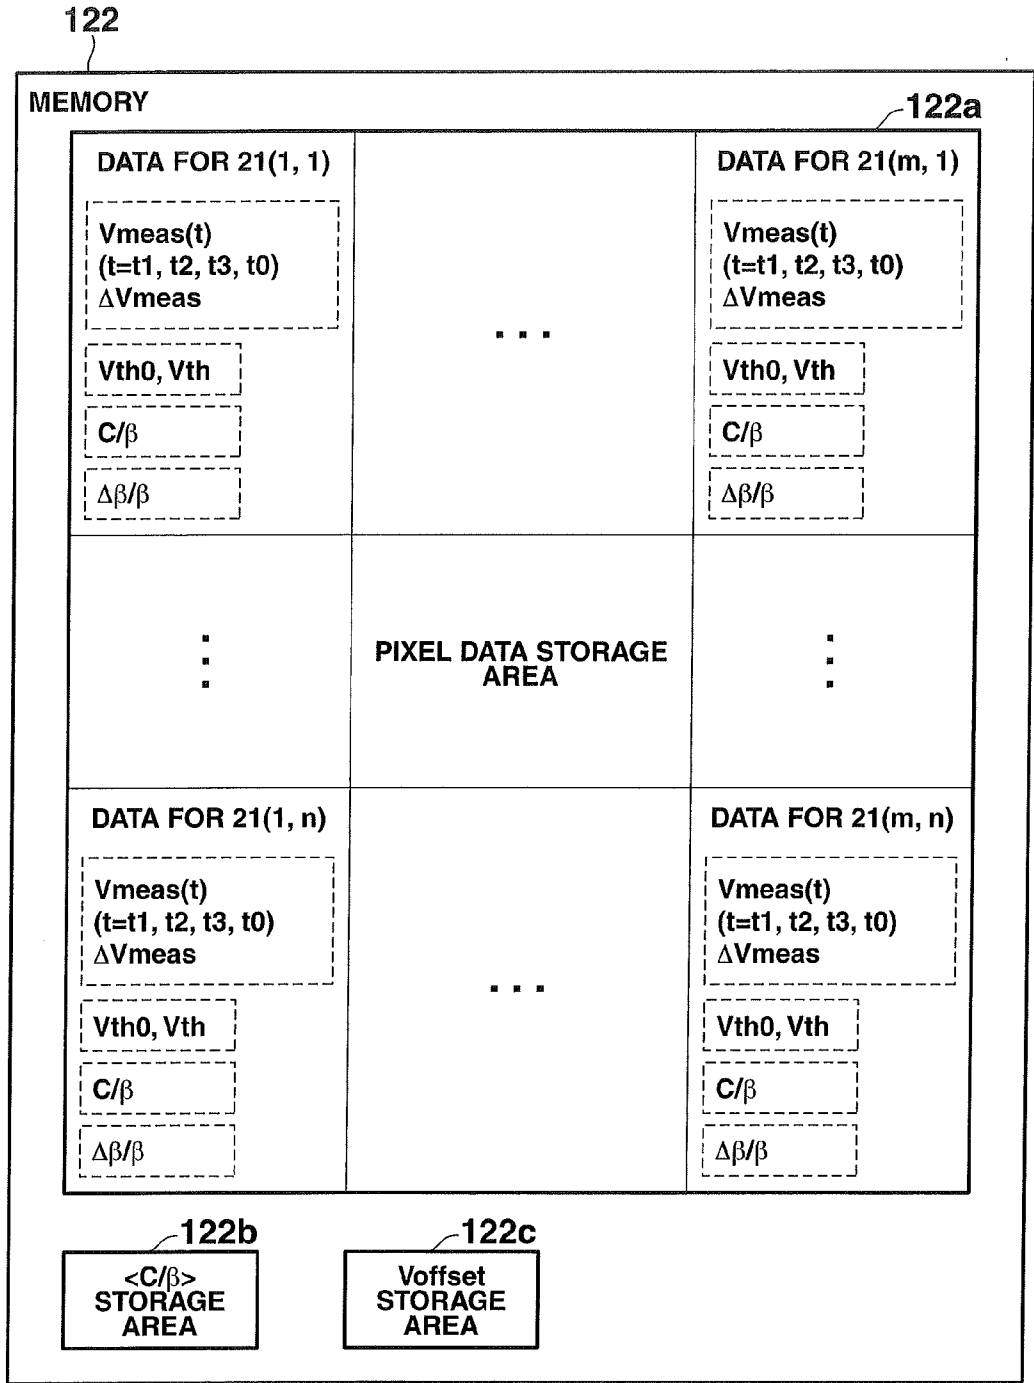 122
MEMORY
122a
DATA FOR 21(1, 1)
Vmeas(t)
(t=t1, t2, t3, t0)
ΔVmeas
Vth0, Vth
C/β
Δβ/β
. . .
DATA FOR 21(m, 1)
Vmeas(t)
(t=t1, t2, t3, t0)
ΔVmeas
Vth0, Vth
C/β
Δβ/β
PIXEL DATA STORAGE
AREA
DATA FOR 21(1, n)
Vmeas(t)
(t=t1, t2, t3, t0)
ΔVmeas
Vth0, Vth
C/β
Δβ/β
. . .
DATA FOR 21(m, n)
Vmeas(t)
(t=t1, t2, t3, t0)
ΔVmeas
Vth0, Vth
C/β
Δβ/β
122b
<C/β>
STORAGE
AREA
122c
Voffset
STORAGE
AREA